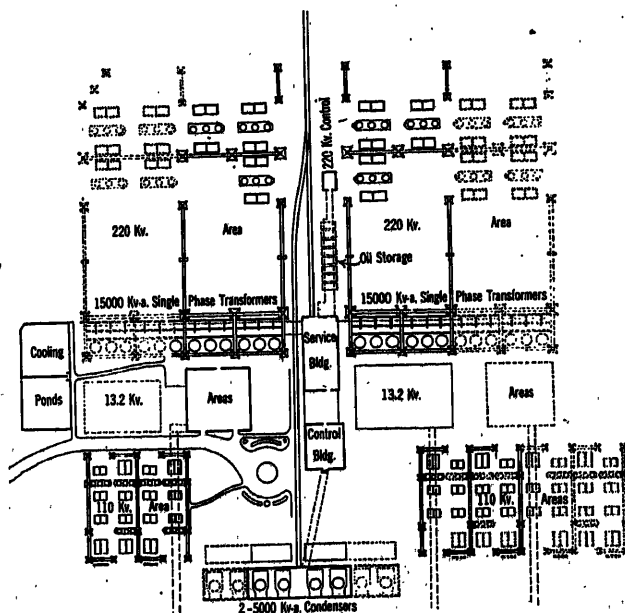 220 Kv. Control
220 Kv. Area
220 Kv. Area
Oil Storage
15000 Kv-a. Single Phase Transformers
15000 Kv-a. Single Phase Transformers
Service
Bldg.
Cooling
Ponds
13.2 Kv. Areas
13.2 Kv. Areas
Control
Bldg.
110 Kv. Area
110 Kv. Areas
2-5000 Kv-a. Condensers